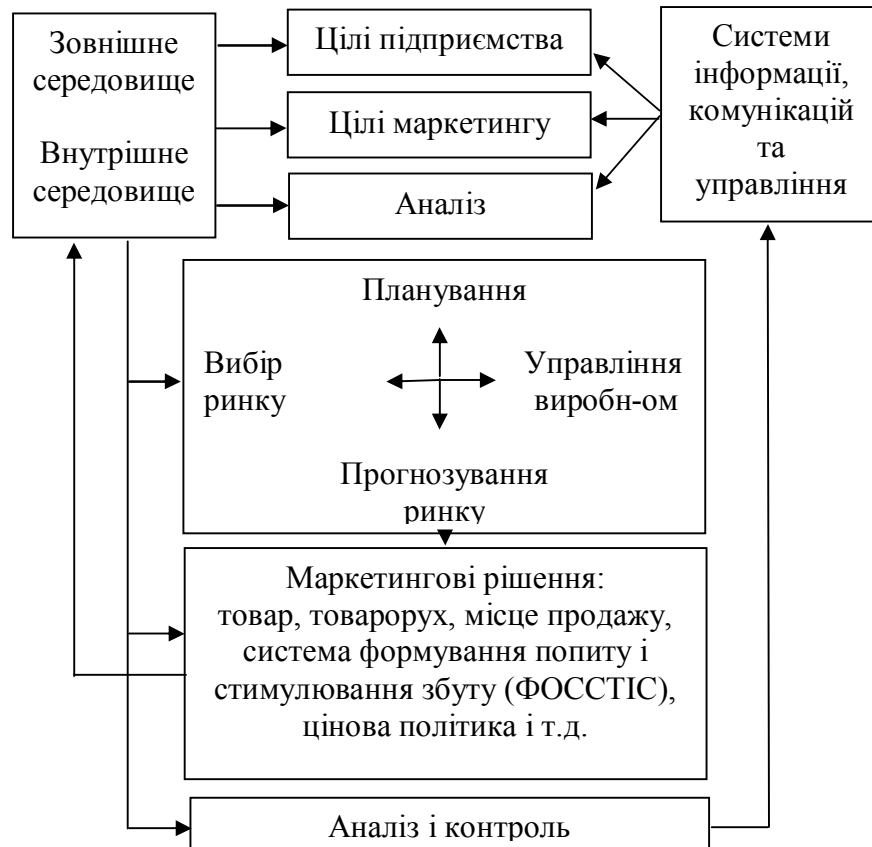 Зовнішнє
середовище
Внутрішнє
середовище
Цілі підприємства
Цілі маркетингу
Аналіз
Системи
інформації,
комунікацій
та
управління
Планування
Вибір
ринку
Управління
виробн-ом
Прогнозування
ринку
Маркетингові рішення:
товар, товарорух, місце продажу,
система формування попиту і
стимулювання збуту (ФОССТІС),
цінова політика і т.д.
Аналіз і контроль